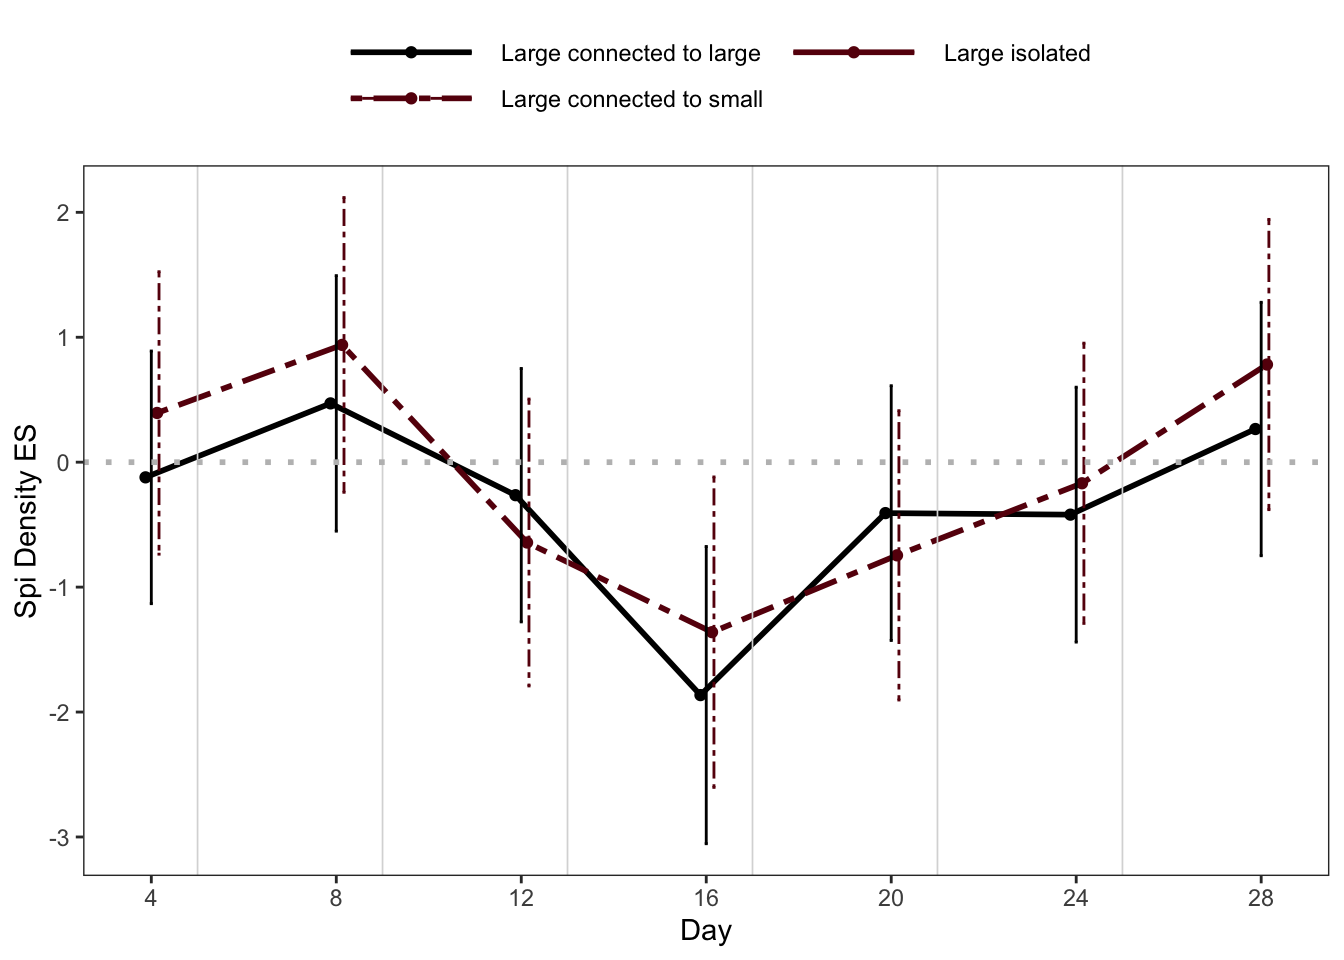 Large connected to large
Large isolated
Large connected to small
Spi Density ES
2
1
0
-1
-2
-3
4 8 12 16 20 24 28
Day